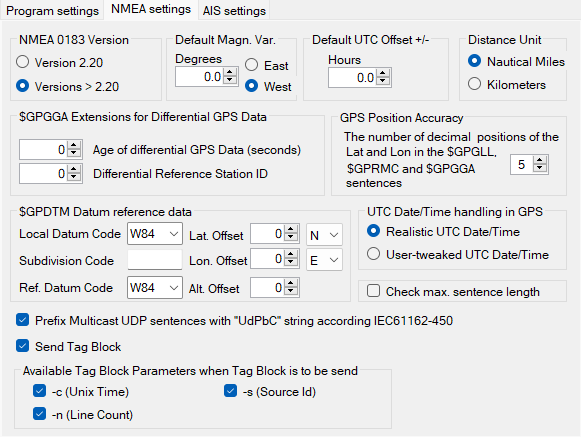 Program settings NMEA settings AIS settings
NMEA 0183 Version
Version 2.20
Versions > 2.20
Default Magn. Var.
Degrees
0.0
East
West
Default UTC Offset +/-
Hours
0.0
Distance Unit
Nautical Miles
Kilometers
$GPGGA Extensions for Differential GPS Data
0 Age of differential GPS Data (seconds)
0 Differential Reference Station ID
GPS Position Accuracy
The number of decimal positions of the
Lat and Lon in the $GPGLL,
$GPRMC and $GPGGA
sentences
5
$GPDTM Datum reference data
Local Datum Code W84 Lat. Offset 0 N
Subdivision Code Lon. Offset 0 E
Ref. Datum Code W84 Alt. Offset 0
UTC Date/Time handling in GPS
Realistic UTC Date/Time
User-tweaked UTC Date/Time
Check max. sentence length
Prefix Multicast UDP sentences with "UdPbC" string according IEC61162-450
Send Tag Block
Available Tag Block Parameters when Tag Block is to be send
-c (Unix Time) -s (Source Id)
-n (Line Count)